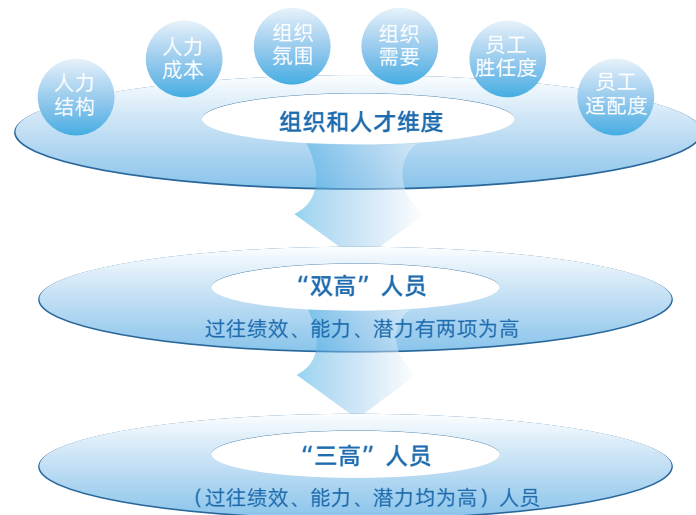 人力
结构
人力
成本
组织
氛围
组织
需要
员工
胜任度
员工
适配度
组织和人才维度
“双高”人员
过往绩效、能力、潜力有两项为高
“三高”人员
（过往绩效、能力、潜力均为高）人员